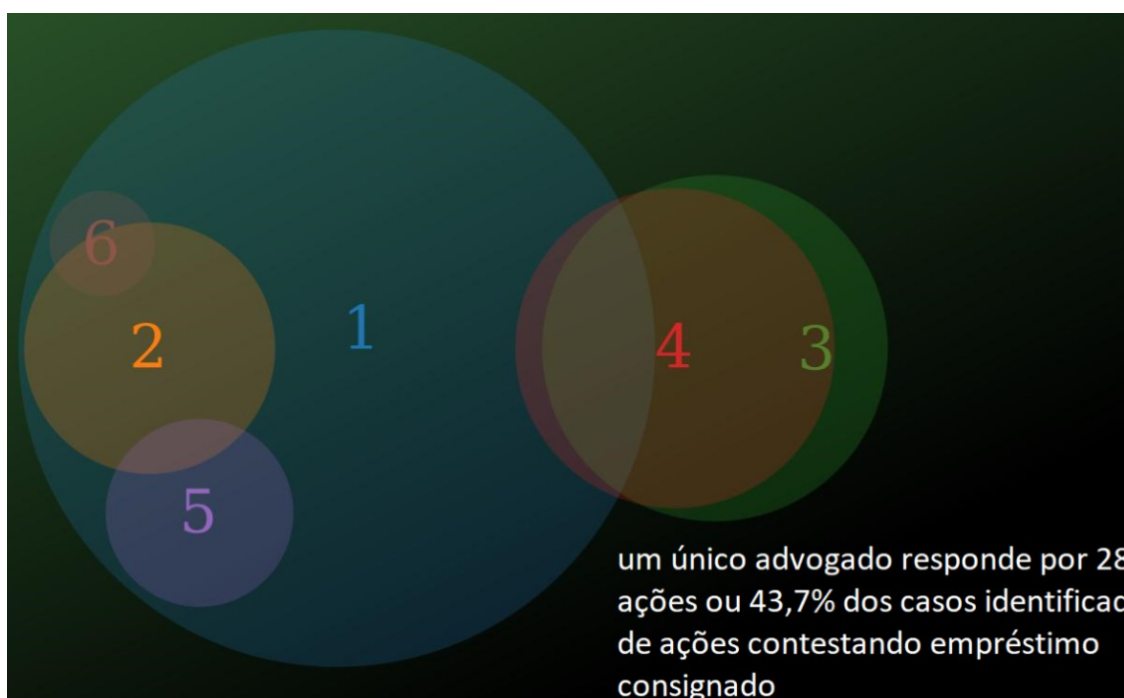 6
2
1
4
3
5
um único advogado responde por 28
ações ou 43,7% dos casos
de ações contestando empréstimo
consignado